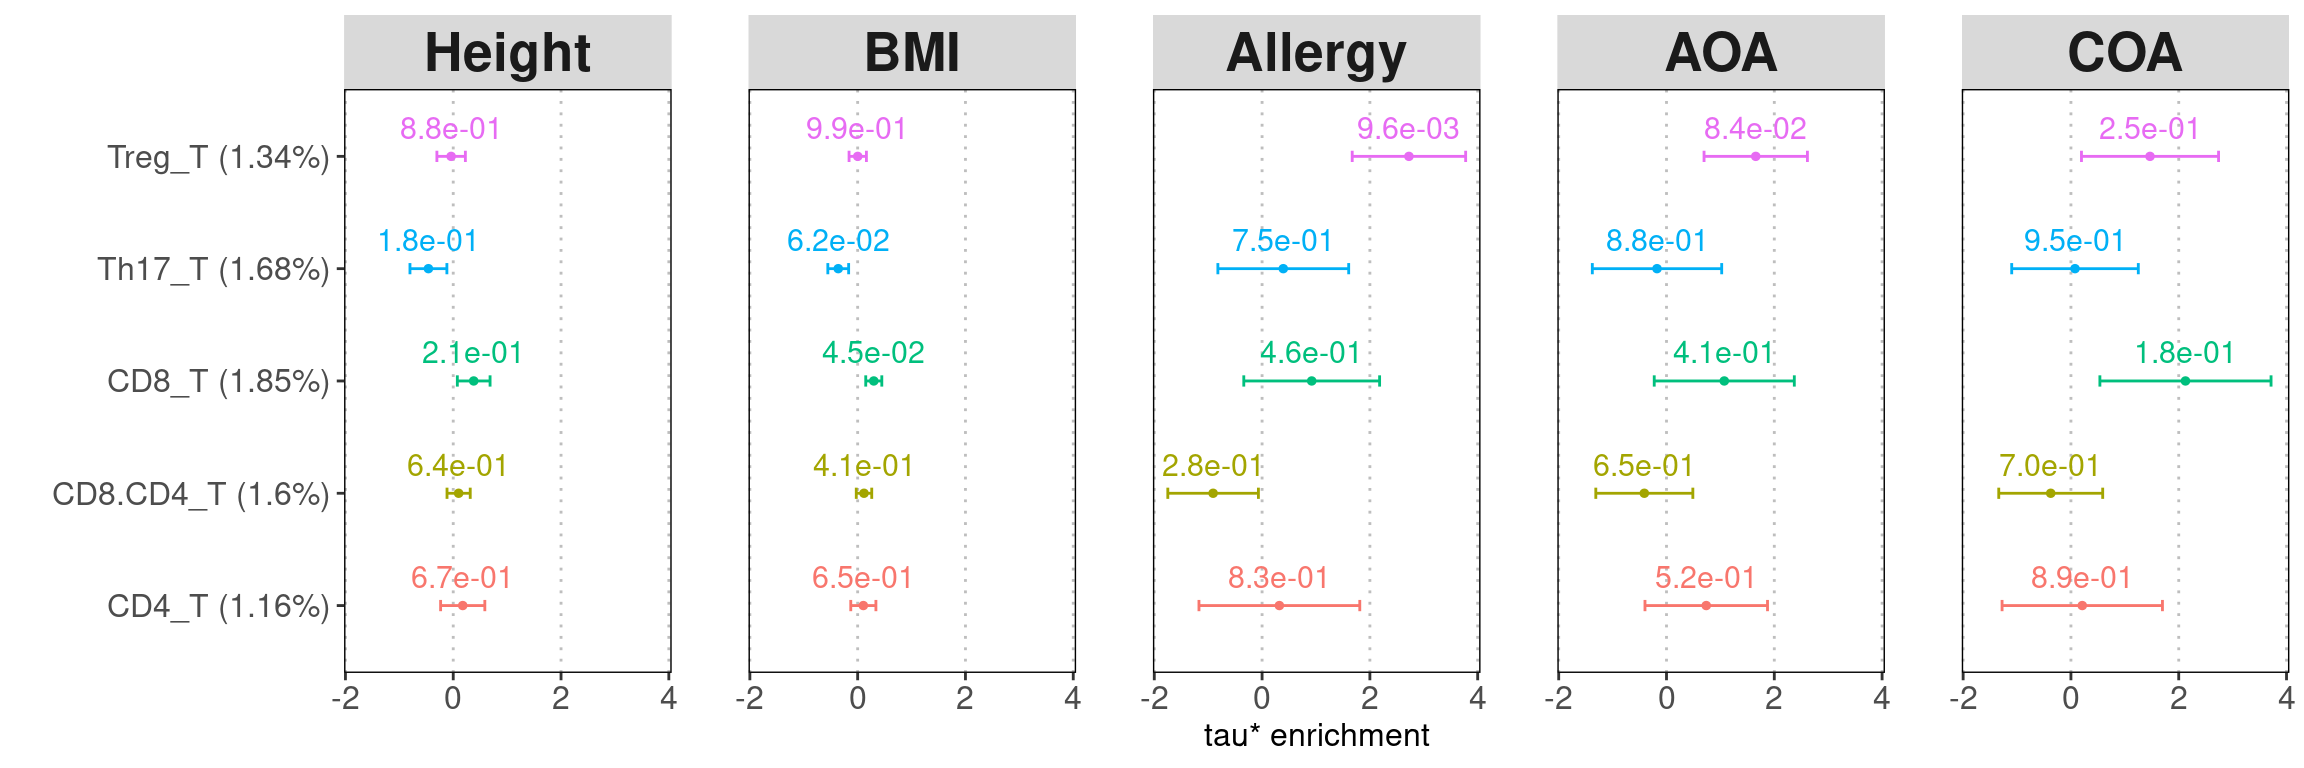 Height BMI Allergy AOA COA
8.8e-01 9.9e-01 9.6e-03 8.4e-02 2.5e-01
Treg_T (1.34%)
1.8e-01 6.2e-02 7.5e-01 8.8e-01 9.5e-01
Th17_T (1.68%)
2.1e-01 4.5e-02 4.6e-01 4.1e-01 1.8e-01
CD8_T (1.85%)
6.4e-01 4.1e-01 2.8e-01 6.5e-01 7.0e-01
CD8.CD4_T (1.6%)
6.7e-01 6.5e-01 8.3e-01 5.2e-01 8.9e-01
CD4_T (1.16%)
-2 0 2 4 -2 0 2 4 -2 0 2 4 -2 0 2 4 -2 0 2 4
tau* enrichment